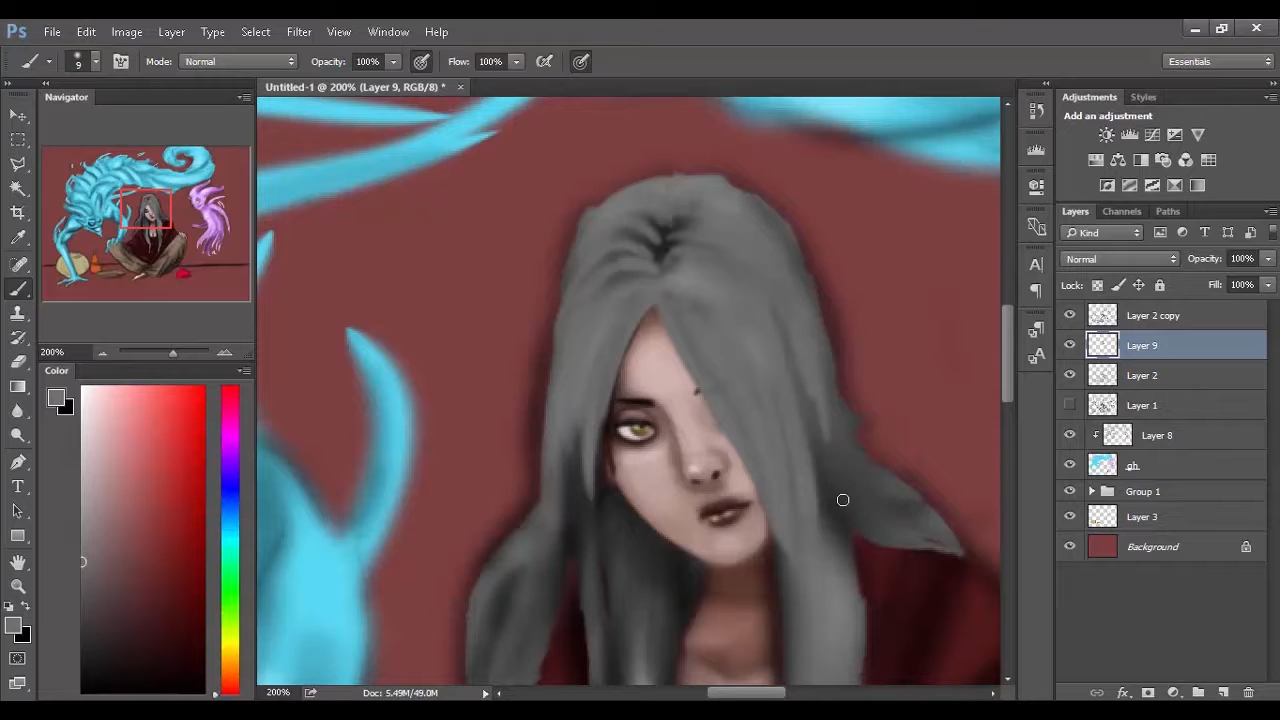 Ps File Edit Image Layer Type Select Filter View Window Help
9 Mode: Normal Opacity: 100% Flow: 100% Essentials
Navigator
Untitled-1 @ 200% (Layer 9, RGB/8) *
Adjustments Styles
Add an adjustment
Layers Channels Paths
Kind
Normal Opacity: 100%
Lock: Fill: 100%
Layer 2 copy
Layer 9
Layer 2
Layer 1
Layer 8
gh
Group 1
Layer 3
Background
200%
Color
200% Doc: 5.49M/49.0M